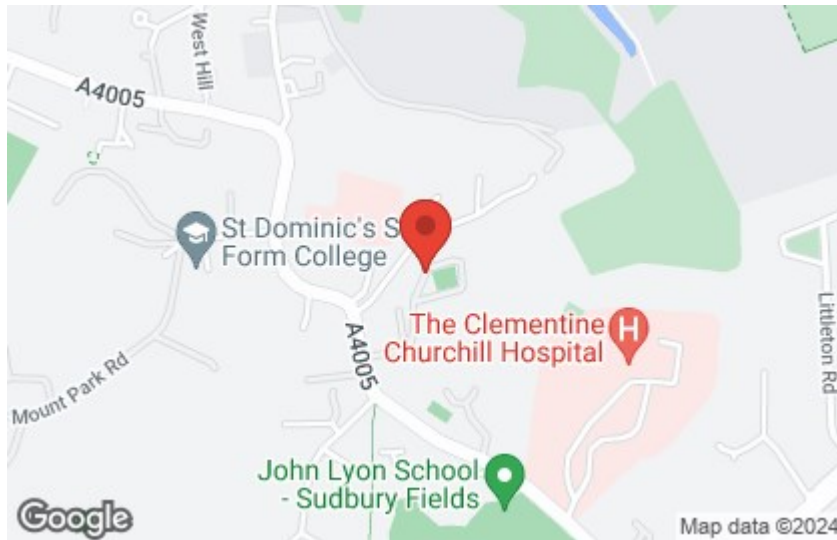 West Hill
A4005
St Dominic's S
Form College
The Clementine
Churchill Hospital
H
Littleton Rd
A4005
Mount Park Rd
John Lyon School
- Sudbury Fields
Google
Map data ©2024